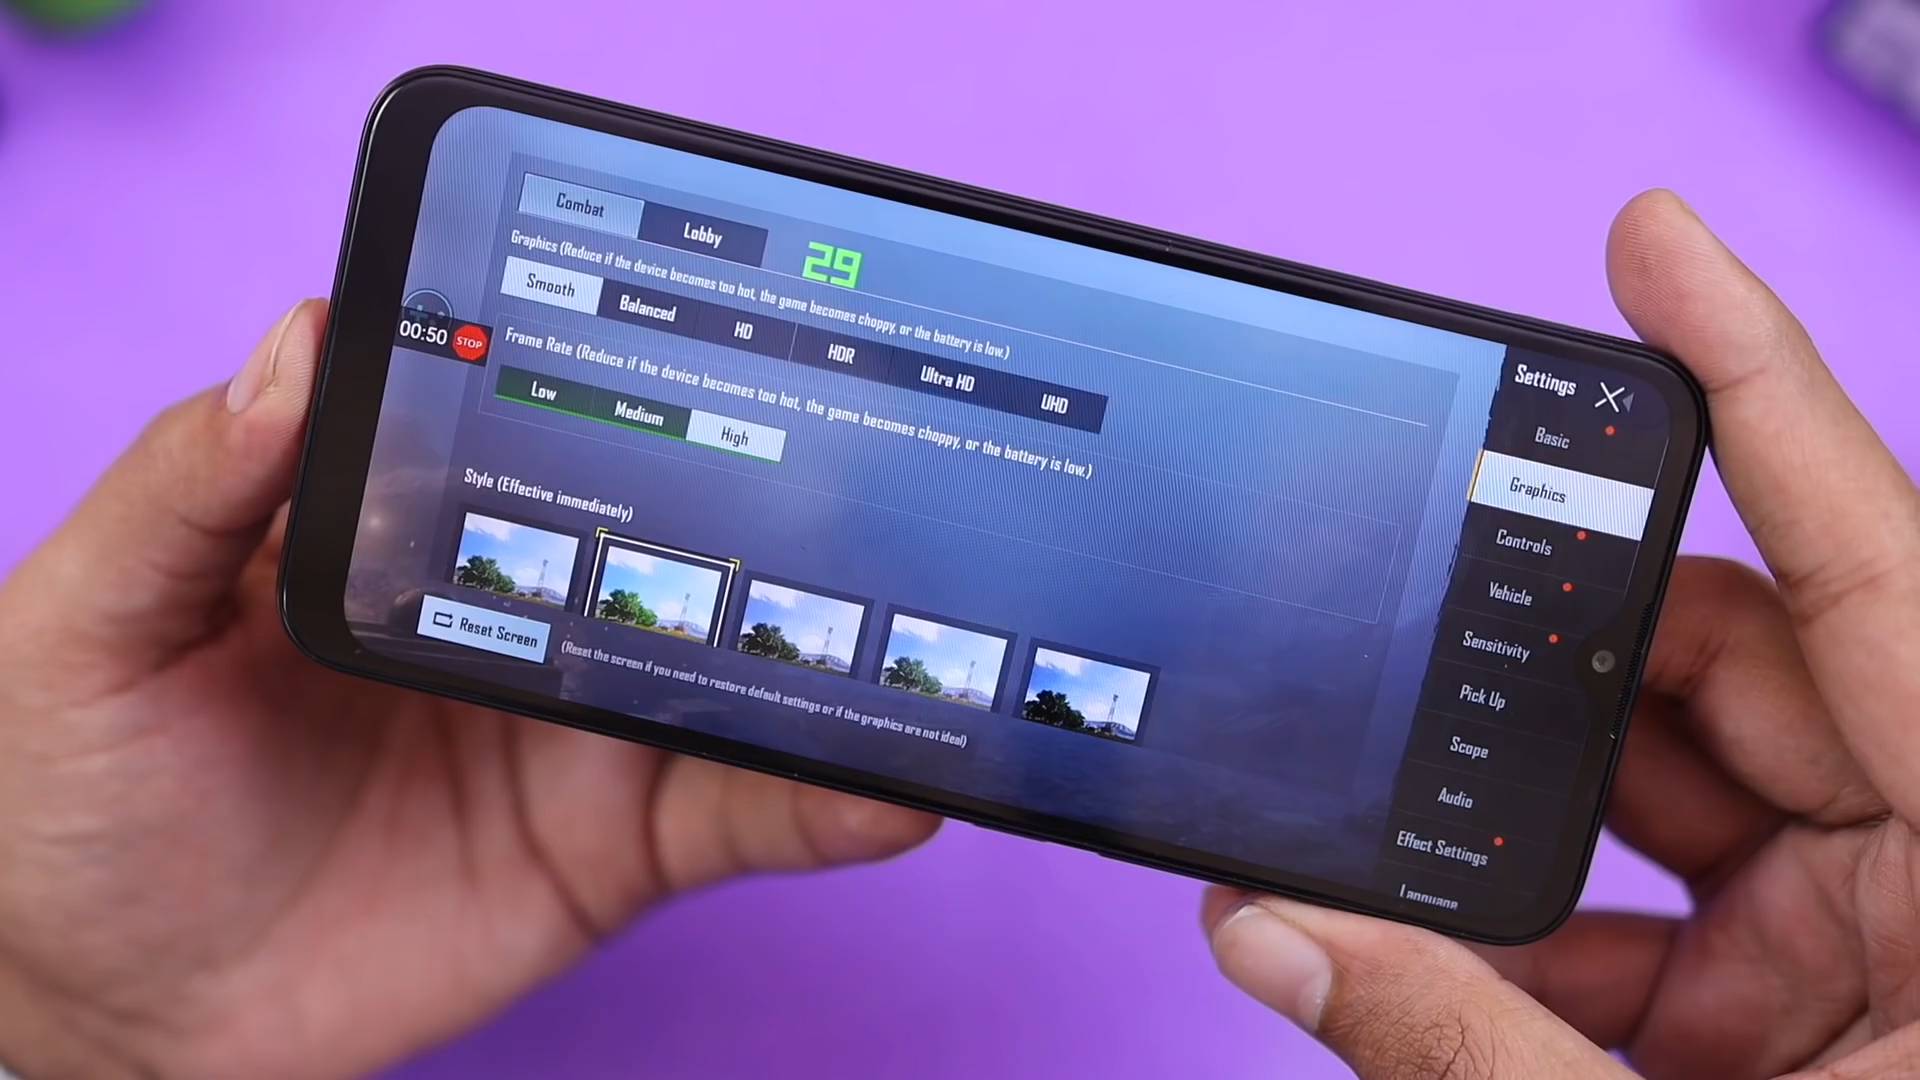 Combat
Lobby
29
Graphics (Reduce if the device becomes too hot, the game becomes choppy, or the battery is low.)
Smooth
Balanced
HD
HDR
Ultra HD
UHD
00:50
STOP
Frame Rate (Reduce if the device becomes too hot, the game becomes choppy, or the battery is low.)
Low
Medium
High
Style (Effective immediately)
Reset Screen
(Reset the screen if you need to restore default settings or if the graphics are not ideal)
Settings
Basic
Graphics
Controls
Vehicle
Sensitivity
Pick Up
Scope
Audio
Effect Settings
Language